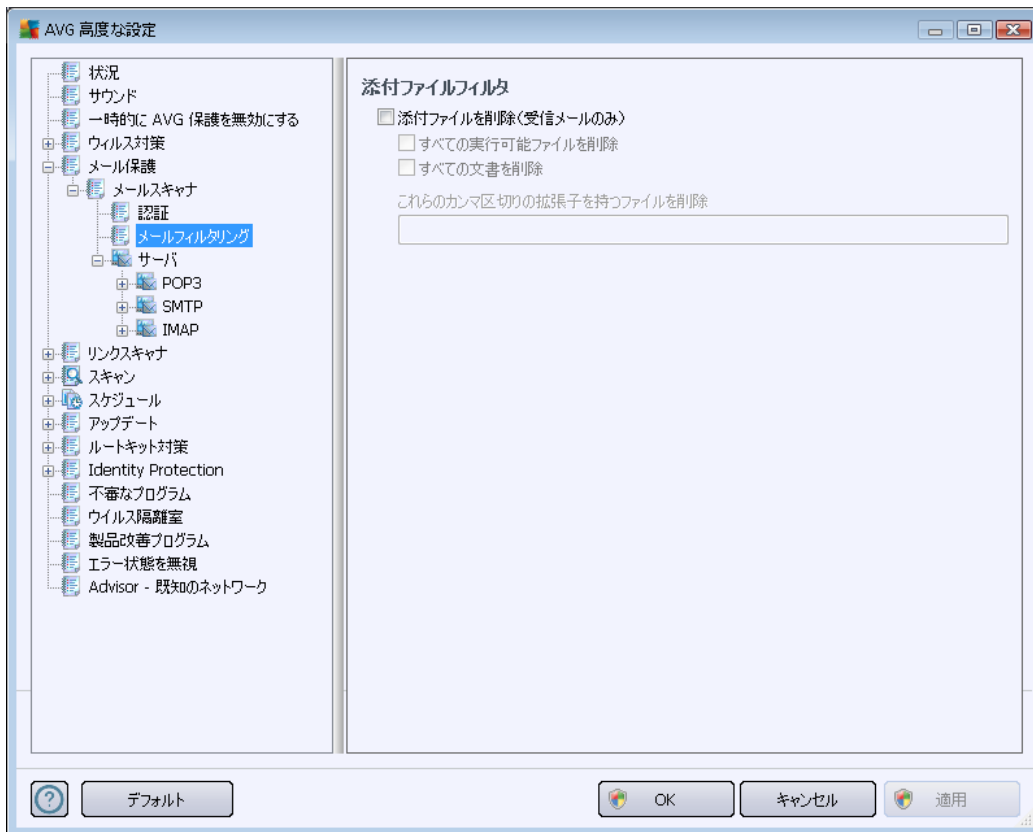 AVG 高度な設定
状況
サウンド
一時的に AVG 保護を無効にする
ウィルス対策
メール保護
メールスキャナ
認証
メールフィルタリング
サーバ
POP3
SMTP
IMAP
リンクスキャナ
スキャン
スケジュール
アップデート
ルートキット対策
Identity Protection
不審なプログラム
ウイルス隔離室
製品改善プログラム
エラー状態を無視
Advisor - 既知のネットワーク
添付ファイルフィルタ
添付ファイルを削除(受信メールのみ)
すべての実行可能ファイルを削除
すべての文書を削除
これらのカンマ区切りの拡張子を持つファイルを削除
デフォルト
OK
キャンセル
適用